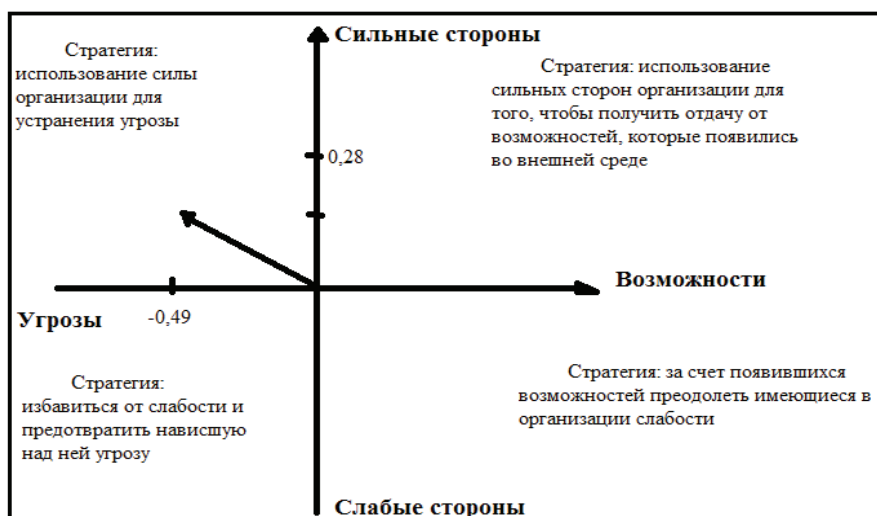 Сильные стороны
Стратегия:
использование силы
организации для
устранения угрозы
Стратегия: использование
сильных сторон организации для
того, чтобы получить отдачу от
возможностей, которые появились
во внешней среде
0,28
Возможности
Угрозы
-0,49
Стратегия:
избавиться от слабости и
предотвратить нависшую
над ней угрозу
Стратегия: за счет появившихся
возможностей преодолеть имеющиеся в
организации слабости
Слабые стороны